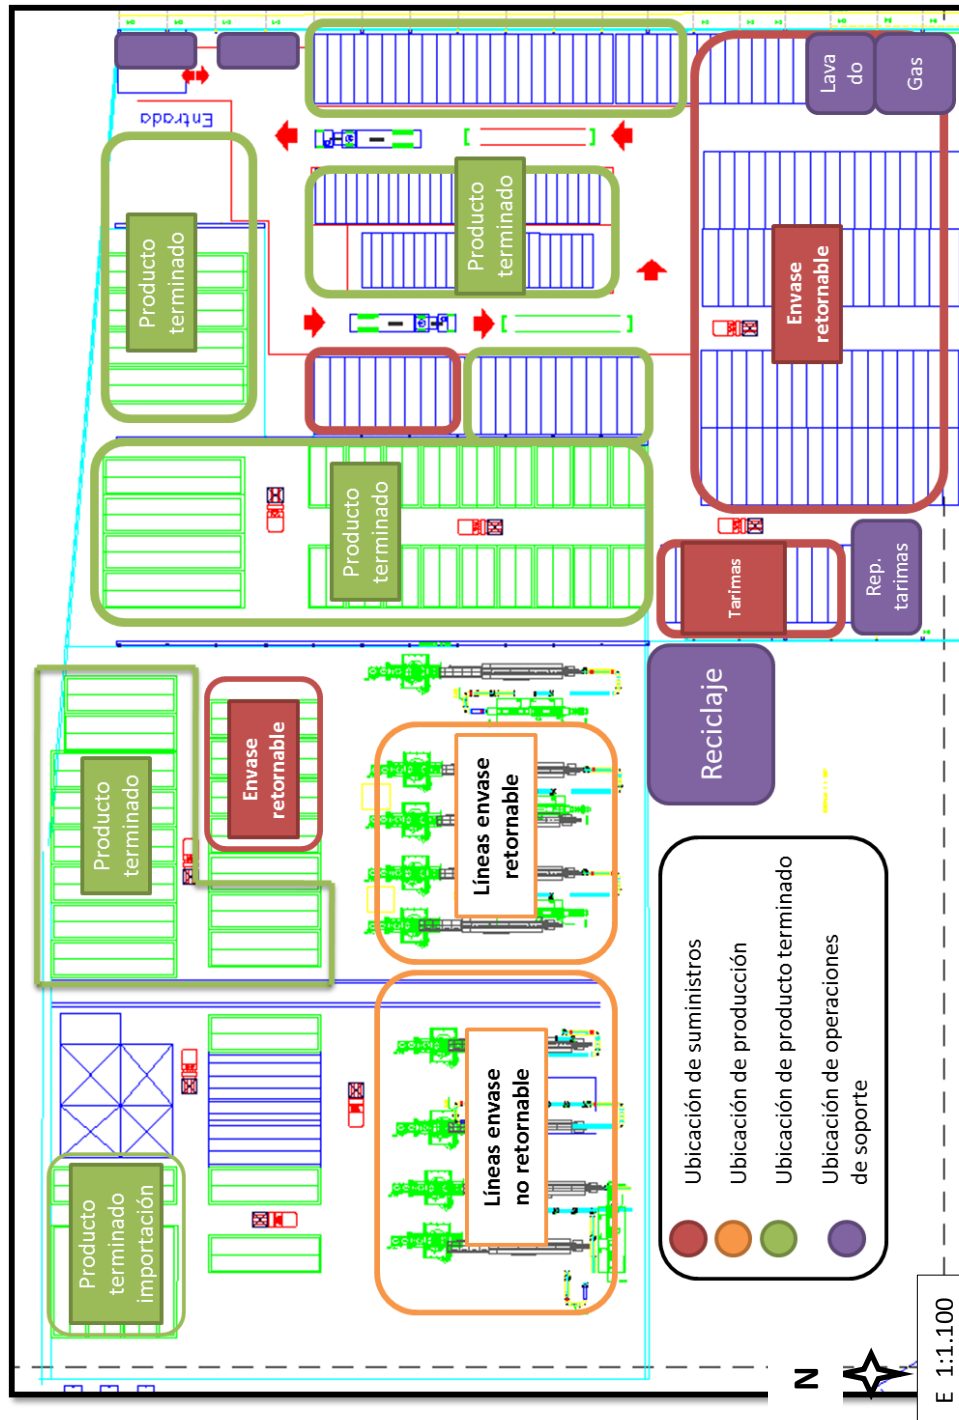 Producto
terminado
importación
Producto
terminado
Producto
terminado
Entrada
Envase
retornable
Producto
terminado
Producto
terminado
Líneas envase
no retornable
Líneas envase
retornable
Reciclaje
Tarimas
Envase
retornable
Rep.
tarimas
Lava
do
Gas
Ubicación de suministros
Ubicación de producción
Ubicación de producto terminado
Ubicación de operaciones
de soporte
N
E 1:1.100